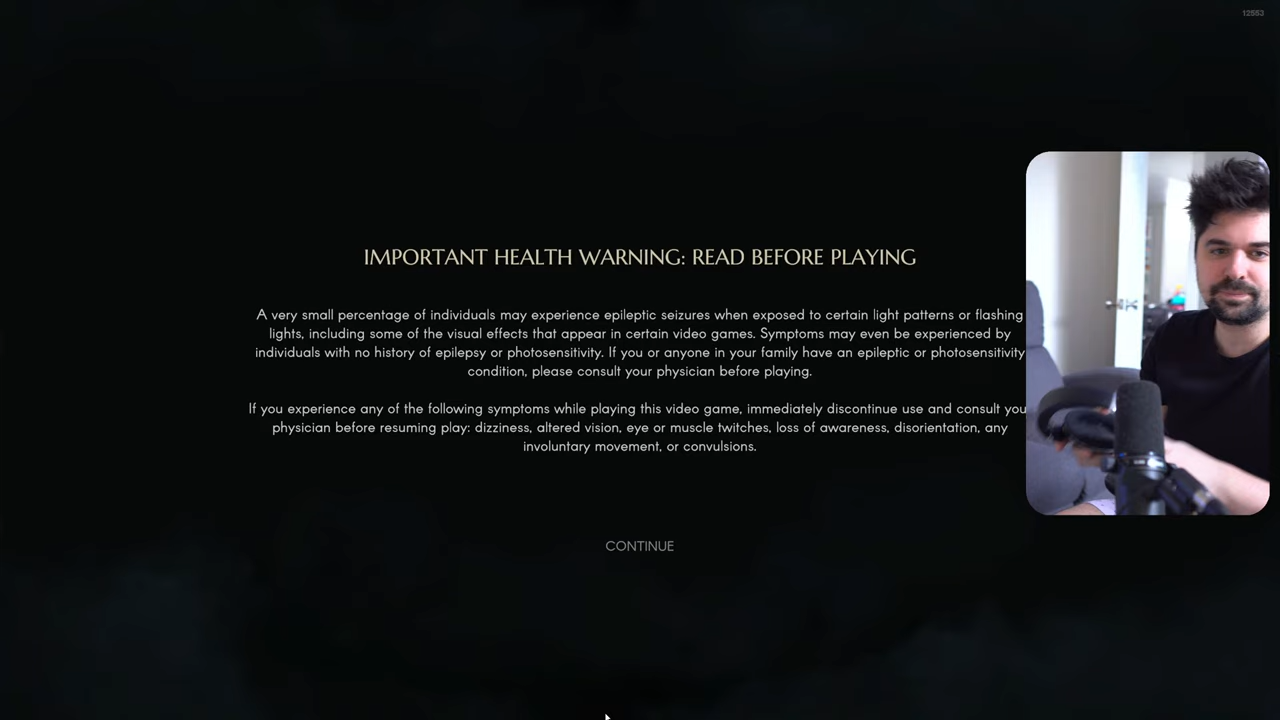 12553
IMPORTANT HEALTH WARNING: READ BEFORE PLAYING
A very small percentage of individuals may experience epileptic seizures when exposed to certain light patterns or flashing
lights, including some of the visual effects that appear in certain video games. Symptoms may even be experienced by
individuals with no history of epilepsy or photosensitivity. If you or anyone in your family have an epileptic or photosensitivity
condition, please consult your physician before playing.
If you experience any of the following symptoms while playing this video game, immediately discontinue use and consult you
physician before resuming play: dizziness, altered vision, eye or muscle twitches, loss of awareness, disorientation, any
involuntary movement, or convulsions.
CONTINUE